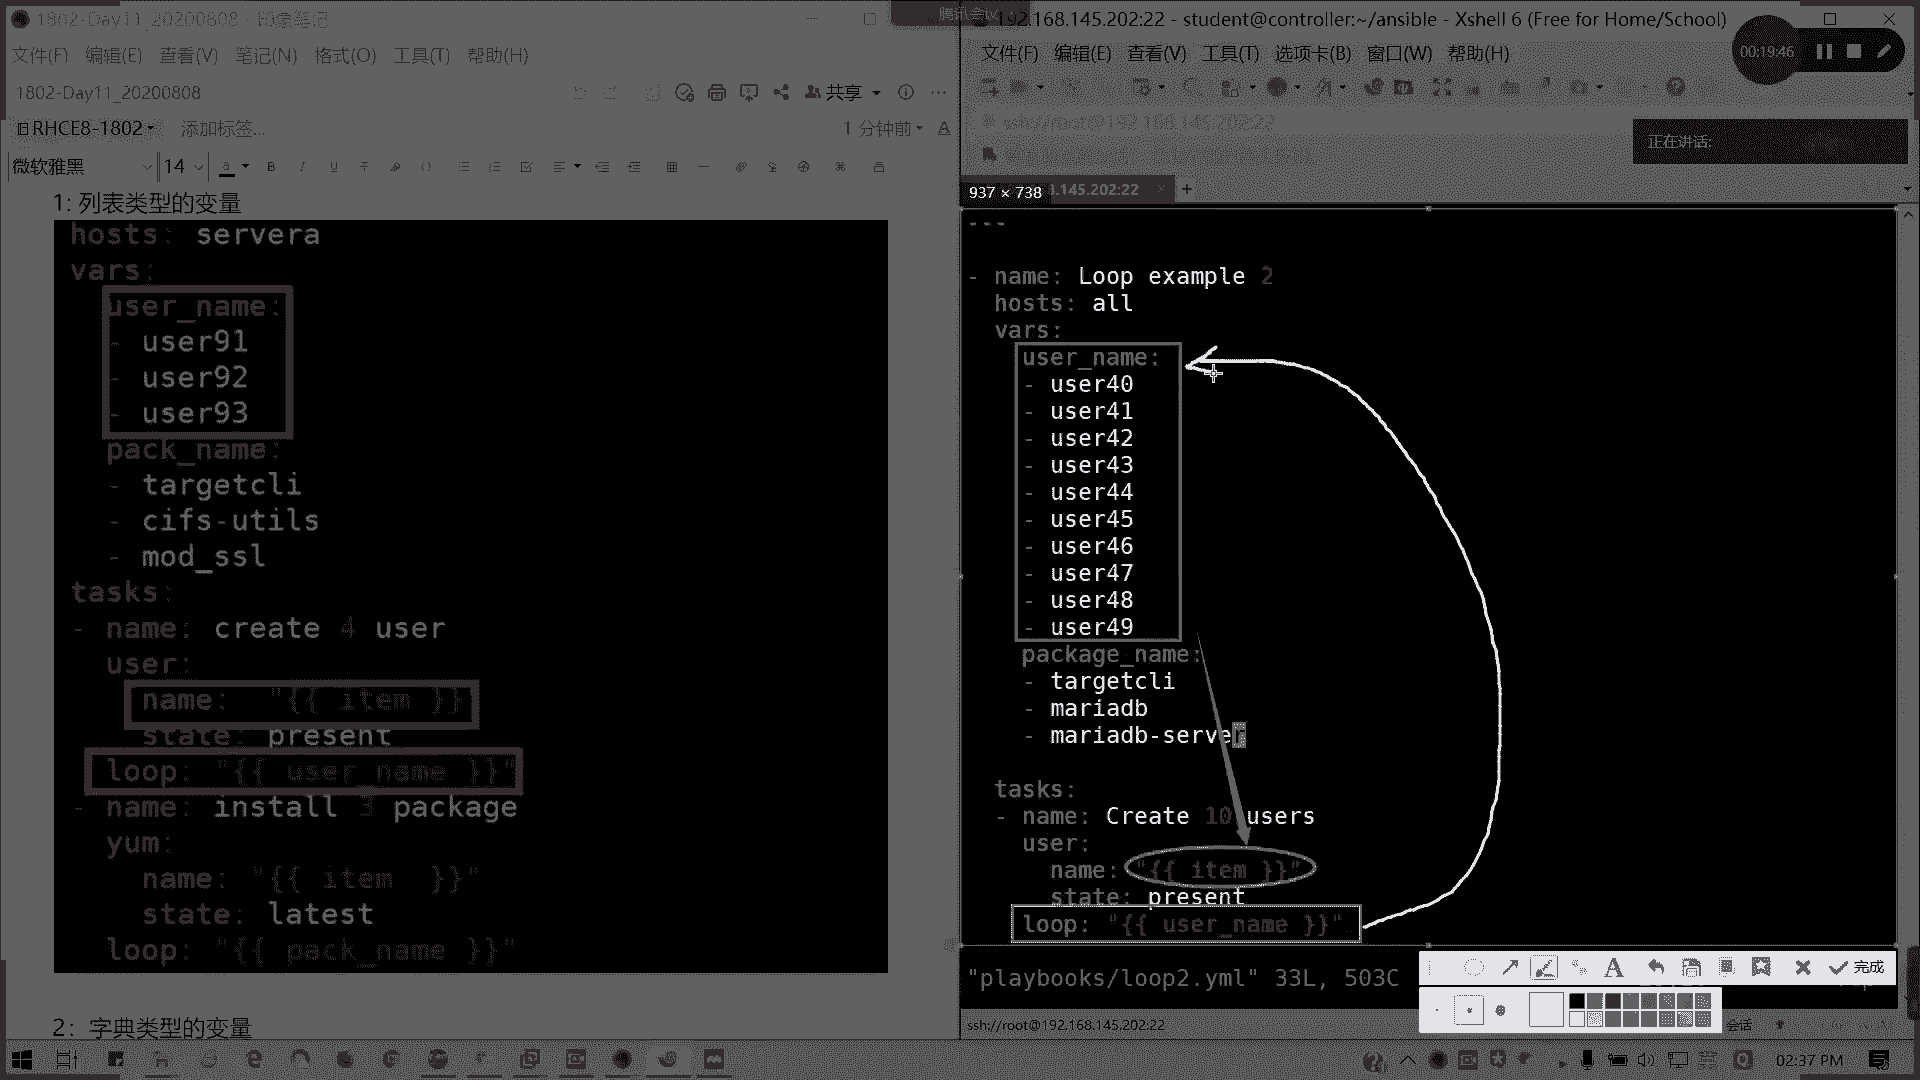 1802-Day11_20200808 - 印象笔记
文件(F) 编辑(E) 查看(V) 笔记(N) 格式(O) 工具(T) 帮助(H)
1802-Day11_20200808
共享
RHCE8-1802
添加标签...
1 分钟前
微软雅黑
14
1: 列表类型的变量
hosts: servera
vars:
user_name:
- user91
- user92
- user93
pack_name:
- targetcli
- cifs-utils
- mod_ssl
tasks:
- name: create 4 user
user:
name: "{{ item }}
state: present
loop: "{{ user_name }}"
- name: install 3 package
yum:
name: "{{ item  }}"
state: latest
loop: "{{ pack_name }}"
2: 字典类型的变量
腾讯会议
192.168.145.202:22 - student@controller:~/ansible - Xshell 6 (Free for Home/School)
文件(F) 编辑(E) 查看(V) 工具(T) 选项卡(B) 窗口(W) 帮助(H)
00:19:46
ssh://root@192.168.145.202:22
正在讲话:
937 × 738
.145.202:22
---
- name: Loop example 2
hosts: all
vars:
user_name:
- user40
- user41
- user42
- user43
- user44
- user45
- user46
- user47
- user48
- user49
package_name:
- targetcli
- mariadb
- mariadb-server
tasks:
- name: Create 10 users
user:
name: "{{ item }}"
state: present
loop: "{{ user_name }}"
"playbooks/loop2.yml" 33L, 503C
完成
ssh://root@192.168.145.202:22
会话
英
02:37 PM